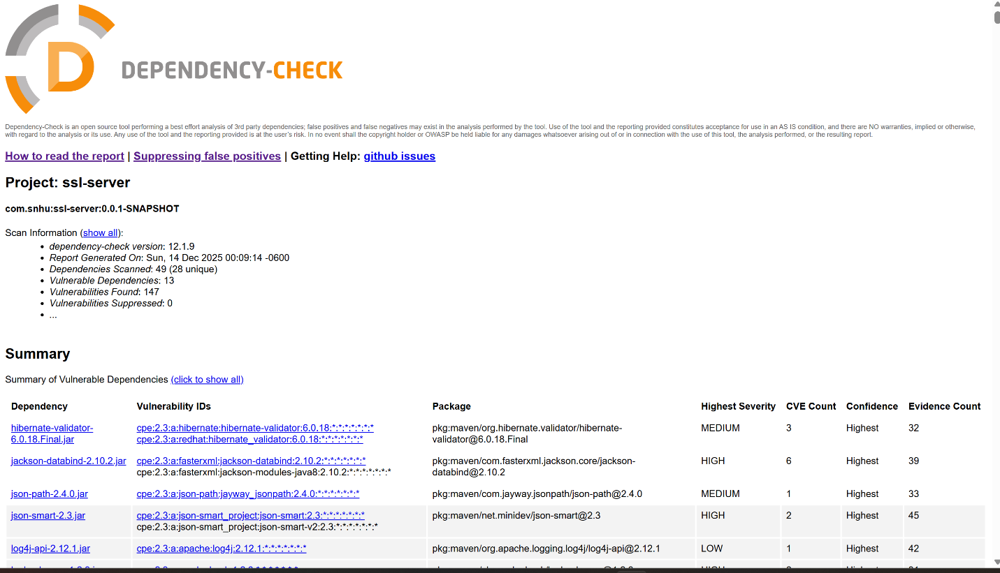 DEPENDENCY-CHECK
Dependency-Check is an open source tool performing a best effort analysis of 3rd party dependencies; false positives and false negatives may exist in the analysis performed by the tool. Use of the tool and the reporting provided constitutes acceptance for use in an AS IS condition, and there are NO warranties, implied or otherwise,
with regard to the analysis or its use. Any use of the tool and the reporting provided is at the user's risk. In no event shall the copyright holder or OWASP be held liable for any damages whatsoever arising out of or in connection with the use of this tool, the analysis performed, or the resulting report.
How to read the report | Suppressing false positives | Getting Help: github issues
Project: ssl-server
com.snhu:ssl-server:0.0.1-SNAPSHOT
Scan Information (show all):
• dependency-check version: 12.1.9
• Report Generated On: Sun, 14 Dec 2025 00:09:14 -0600
• Dependencies Scanned: 49 (28 unique)
• Vulnerable Dependencies: 13
• Vulnerabilities Found: 147
• Vulnerabilities Suppressed: 0
• ...
Summary
Summary of Vulnerable Dependencies (click to show all)
Dependency Vulnerability IDs Package Highest Severity CVE Count Confidence Evidence Count
hibernate-validator- cpe:2.3:a:hibernate:hibernate-validator:6.0.18:*:*:*:*:*:* pkg:maven/org.hibernate.validator/hibernate- MEDIUM 3 Highest 32
6.0.18.Final.jar cpe:2.3:a:redhat:hibernate_validator:6.0.18:*:*:*:*:*:* validator@6.0.18.Final
jackson-databind-2.10.2.jar cpe:2.3:a:fasterxml:jackson-databind:2.10.2:*:*:*:*:*:* pkg:maven/com.fasterxml.jackson.core/jackson- HIGH 6 Highest 39
cpe:2.3:a:fasterxml:jackson-modules-java8:2.10.2:*:*:*:*:*:* databind@2.10.2
json-path-2.4.0.jar cpe:2.3:a:json-path:jayway_jsonpath:2.4.0:*:*:*:*:*:* pkg:maven/com.jayway.jsonpath/json-path@2.4.0 MEDIUM 1 Highest 33
json-smart-2.3.jar cpe:2.3:a:json-smart_project:json-smart:2.3:*:*:*:*:*:* pkg:maven/net.minidev/json-smart@2.3 HIGH 2 Highest 45
cpe:2.3:a:json-smart_project:json-smart-v2:2.3:*:*:*:*:*:*
log4j-api-2.12.1.jar cpe:2.3:a:apache:log4j:2.12.1:*:*:*:*:*:* pkg:maven/org.apache.logging.log4j/log4j-api@2.12.1 LOW 1 Highest 42